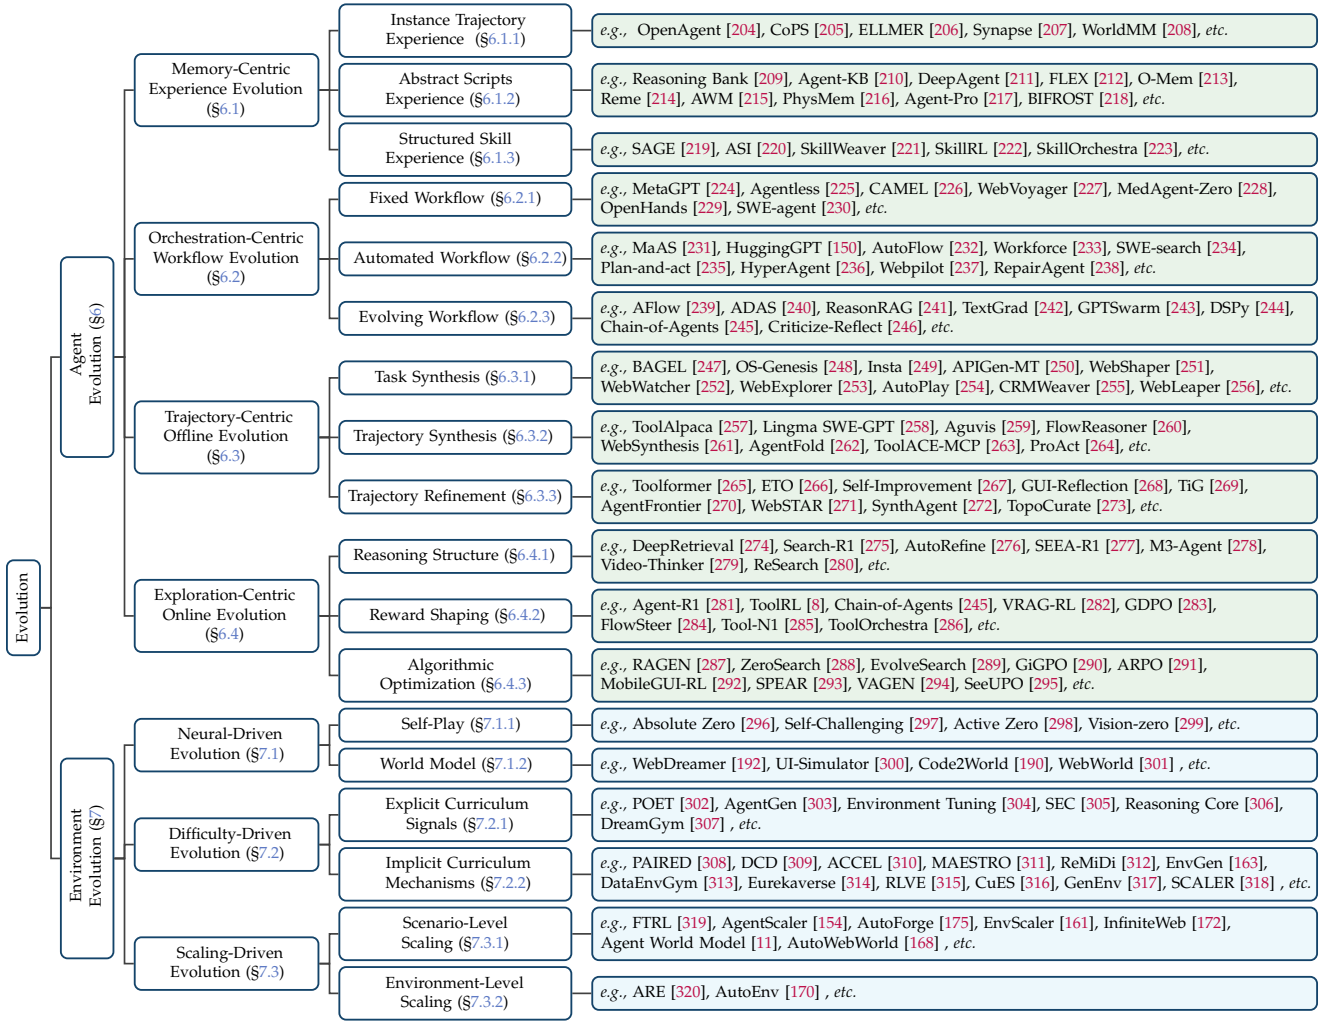 Evolution
Agent
Evolution (§6)
Memory-Centric
Experience Evolution
(§6.1)
Instance Trajectory
Experience (§6.1.1)
e.g., OpenAgent [204], CoPS [205], ELLMER [206], Synapse [207], WorldMM [208], etc.
Abstract Scripts
Experience (§6.1.2)
e.g., Reasoning Bank [209], Agent-KB [210], DeepAgent [211], FLEX [212], O-Mem [213],
Reme [214], AWM [215], PhysMem [216], Agent-Pro [217], BIFROST [218], etc.
Structured Skill
Experience (§6.1.3)
e.g., SAGE [219], ASI [220], SkillWeaver [221], SkillRL [222], SkillOrchestra [223], etc.
Orchestration-Centric
Workflow Evolution
(§6.2)
Fixed Workflow (§6.2.1)
e.g., MetaGPT [224], Agentless [225], CAMEL [226], WebVoyager [227], MedAgent-Zero [228],
OpenHands [229], SWE-agent [230], etc.
Automated Workflow (§6.2.2)
e.g., MaAS [231], HuggingGPT [150], AutoFlow [232], Workforce [233], SWE-search [234],
Plan-and-act [235], HyperAgent [236], Webpilot [237], RepairAgent [238], etc.
Evolving Workflow (§6.2.3)
e.g., AFlow [239], ADAS [240], ReasonRAG [241], TextGrad [242], GPTSwarm [243], DSPy [244],
Chain-of-Agents [245], Criticize-Reflect [246], etc.
Trajectory-Centric
Offline Evolution
(§6.3)
Task Synthesis (§6.3.1)
e.g., BAGEL [247], OS-Genesis [248], Insta [249], APIGen-MT [250], WebShaper [251],
WebWatcher [252], WebExplorer [253], AutoPlay [254], CRMWeaver [255], WebLeaper [256], etc.
Trajectory Synthesis (§6.3.2)
e.g., ToolAlpaca [257], Lingma SWE-GPT [258], Aguvis [259], FlowReasoner [260],
WebSynthesis [261], AgentFold [262], ToolACE-MCP [263], ProAct [264], etc.
Trajectory Refinement (§6.3.3)
e.g., Toolformer [265], ETO [266], Self-Improvement [267], GUI-Reflection [268], TiG [269],
AgentFrontier [270], WebSTAR [271], SynthAgent [272], TopoCurate [273], etc.
Exploration-Centric
Online Evolution
(§6.4)
Reasoning Structure (§6.4.1)
e.g., DeepRetrieval [274], Search-R1 [275], AutoRefine [276], SEEA-R1 [277], M3-Agent [278],
Video-Thinker [279], ReSearch [280], etc.
Reward Shaping (§6.4.2)
e.g., Agent-R1 [281], ToolRL [8], Chain-of-Agents [245], VRAG-RL [282], GDPO [283],
FlowSteer [284], Tool-N1 [285], ToolOrchestra [286], etc.
Algorithmic
Optimization (§6.4.3)
e.g., RAGEN [287], ZeroSearch [288], EvolveSearch [289], GiGPO [290], ARPO [291],
MobileGUI-RL [292], SPEAR [293], VAGEN [294], SeeUPO [295], etc.
Environment
Evolution (§7)
Neural-Driven
Evolution (§7.1)
Self-Play (§7.1.1)
e.g., Absolute Zero [296], Self-Challenging [297], Active Zero [298], Vision-zero [299], etc.
World Model (§7.1.2)
e.g., WebDreamer [192], UI-Simulator [300], Code2World [190], WebWorld [301] , etc.
Difficulty-Driven
Evolution (§7.2)
Explicit Curriculum
Signals (§7.2.1)
e.g., POET [302], AgentGen [303], Environment Tuning [304], SEC [305], Reasoning Core [306],
DreamGym [307] , etc.
Implicit Curriculum
Mechanisms (§7.2.2)
e.g., PAIRED [308], DCD [309], ACCEL [310], MAESTRO [311], ReMiDi [312], EnvGen [163],
DataEnvGym [313], Eurekaverse [314], RLVE [315], CuES [316], GenEnv [317], SCALER [318] , etc.
Scaling-Driven
Evolution (§7.3)
Scenario-Level
Scaling (§7.3.1)
e.g., FTRL [319], AgentScaler [154], AutoForge [175], EnvScaler [161], InfiniteWeb [172],
Agent World Model [11], AutoWebWorld [168] , etc.
Environment-Level
Scaling (§7.3.2)
e.g., ARE [320], AutoEnv [170] , etc.